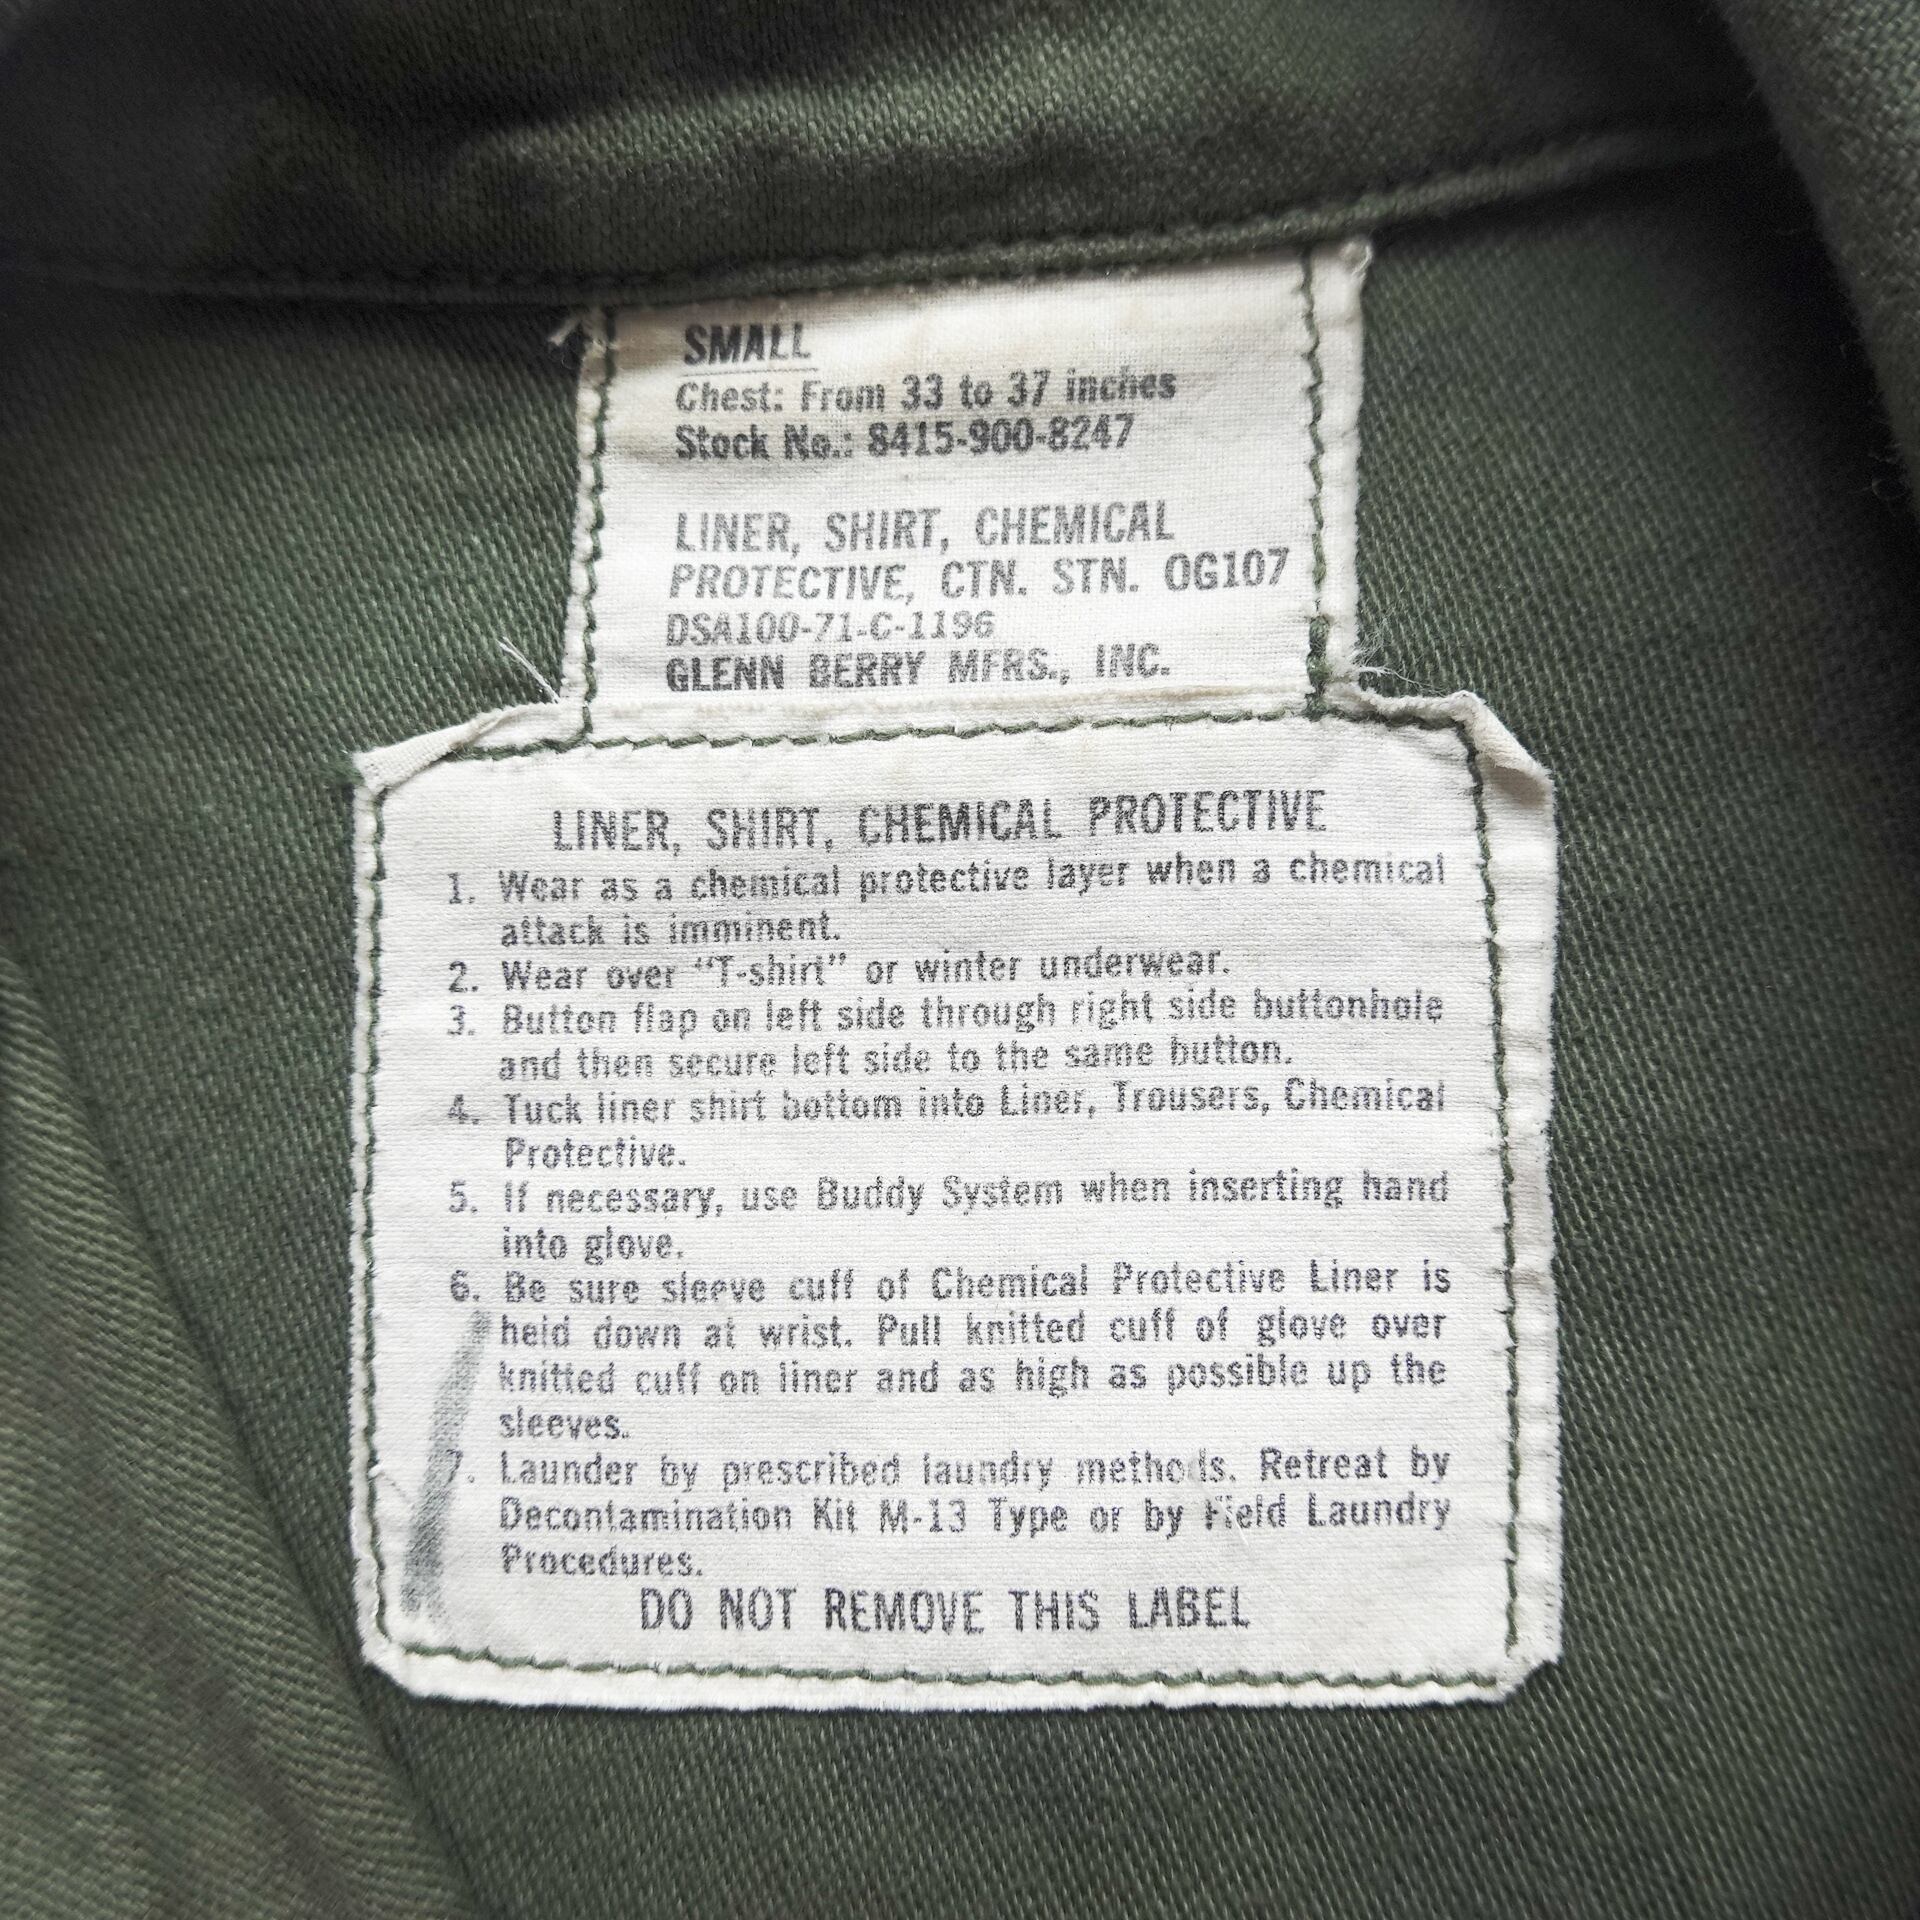 SMALL
Chest: From 33 to 37 inches
Stock No.: 8415-900-8247
LINER, SHIRT, CHEMICAL
PROTECTIVE, CTN. STN. OG107
DSA100-71-C-1196
GLENN BERRY MFRS., INC.
LINER, SHIRT, CHEMICAL PROTECTIVE
1. Wear as a chemical protective layer when a chemical
attack is imminent.
2. Wear over "T-shirt" or winter underwear.
3. Button flap on left side through right side buttonhole
and then secure left side to the same button.
4. Tuck liner shirt bottom into Liner, Trousers, Chemical
Protective.
5. If necessary, use Buddy System when inserting hand
into glove.
6. Be sure sleeve cuff of Chemical Protective Liner is
held down at wrist. Pull knitted cuff of glove over
knitted cuff on liner and as high as possible up the
sleeves.
7. Launder by prescribed laundry methods. Retreat by
Decontamination Kit M-13 Type or by Field Laundry
Procedures.
DO NOT REMOVE THIS LABEL